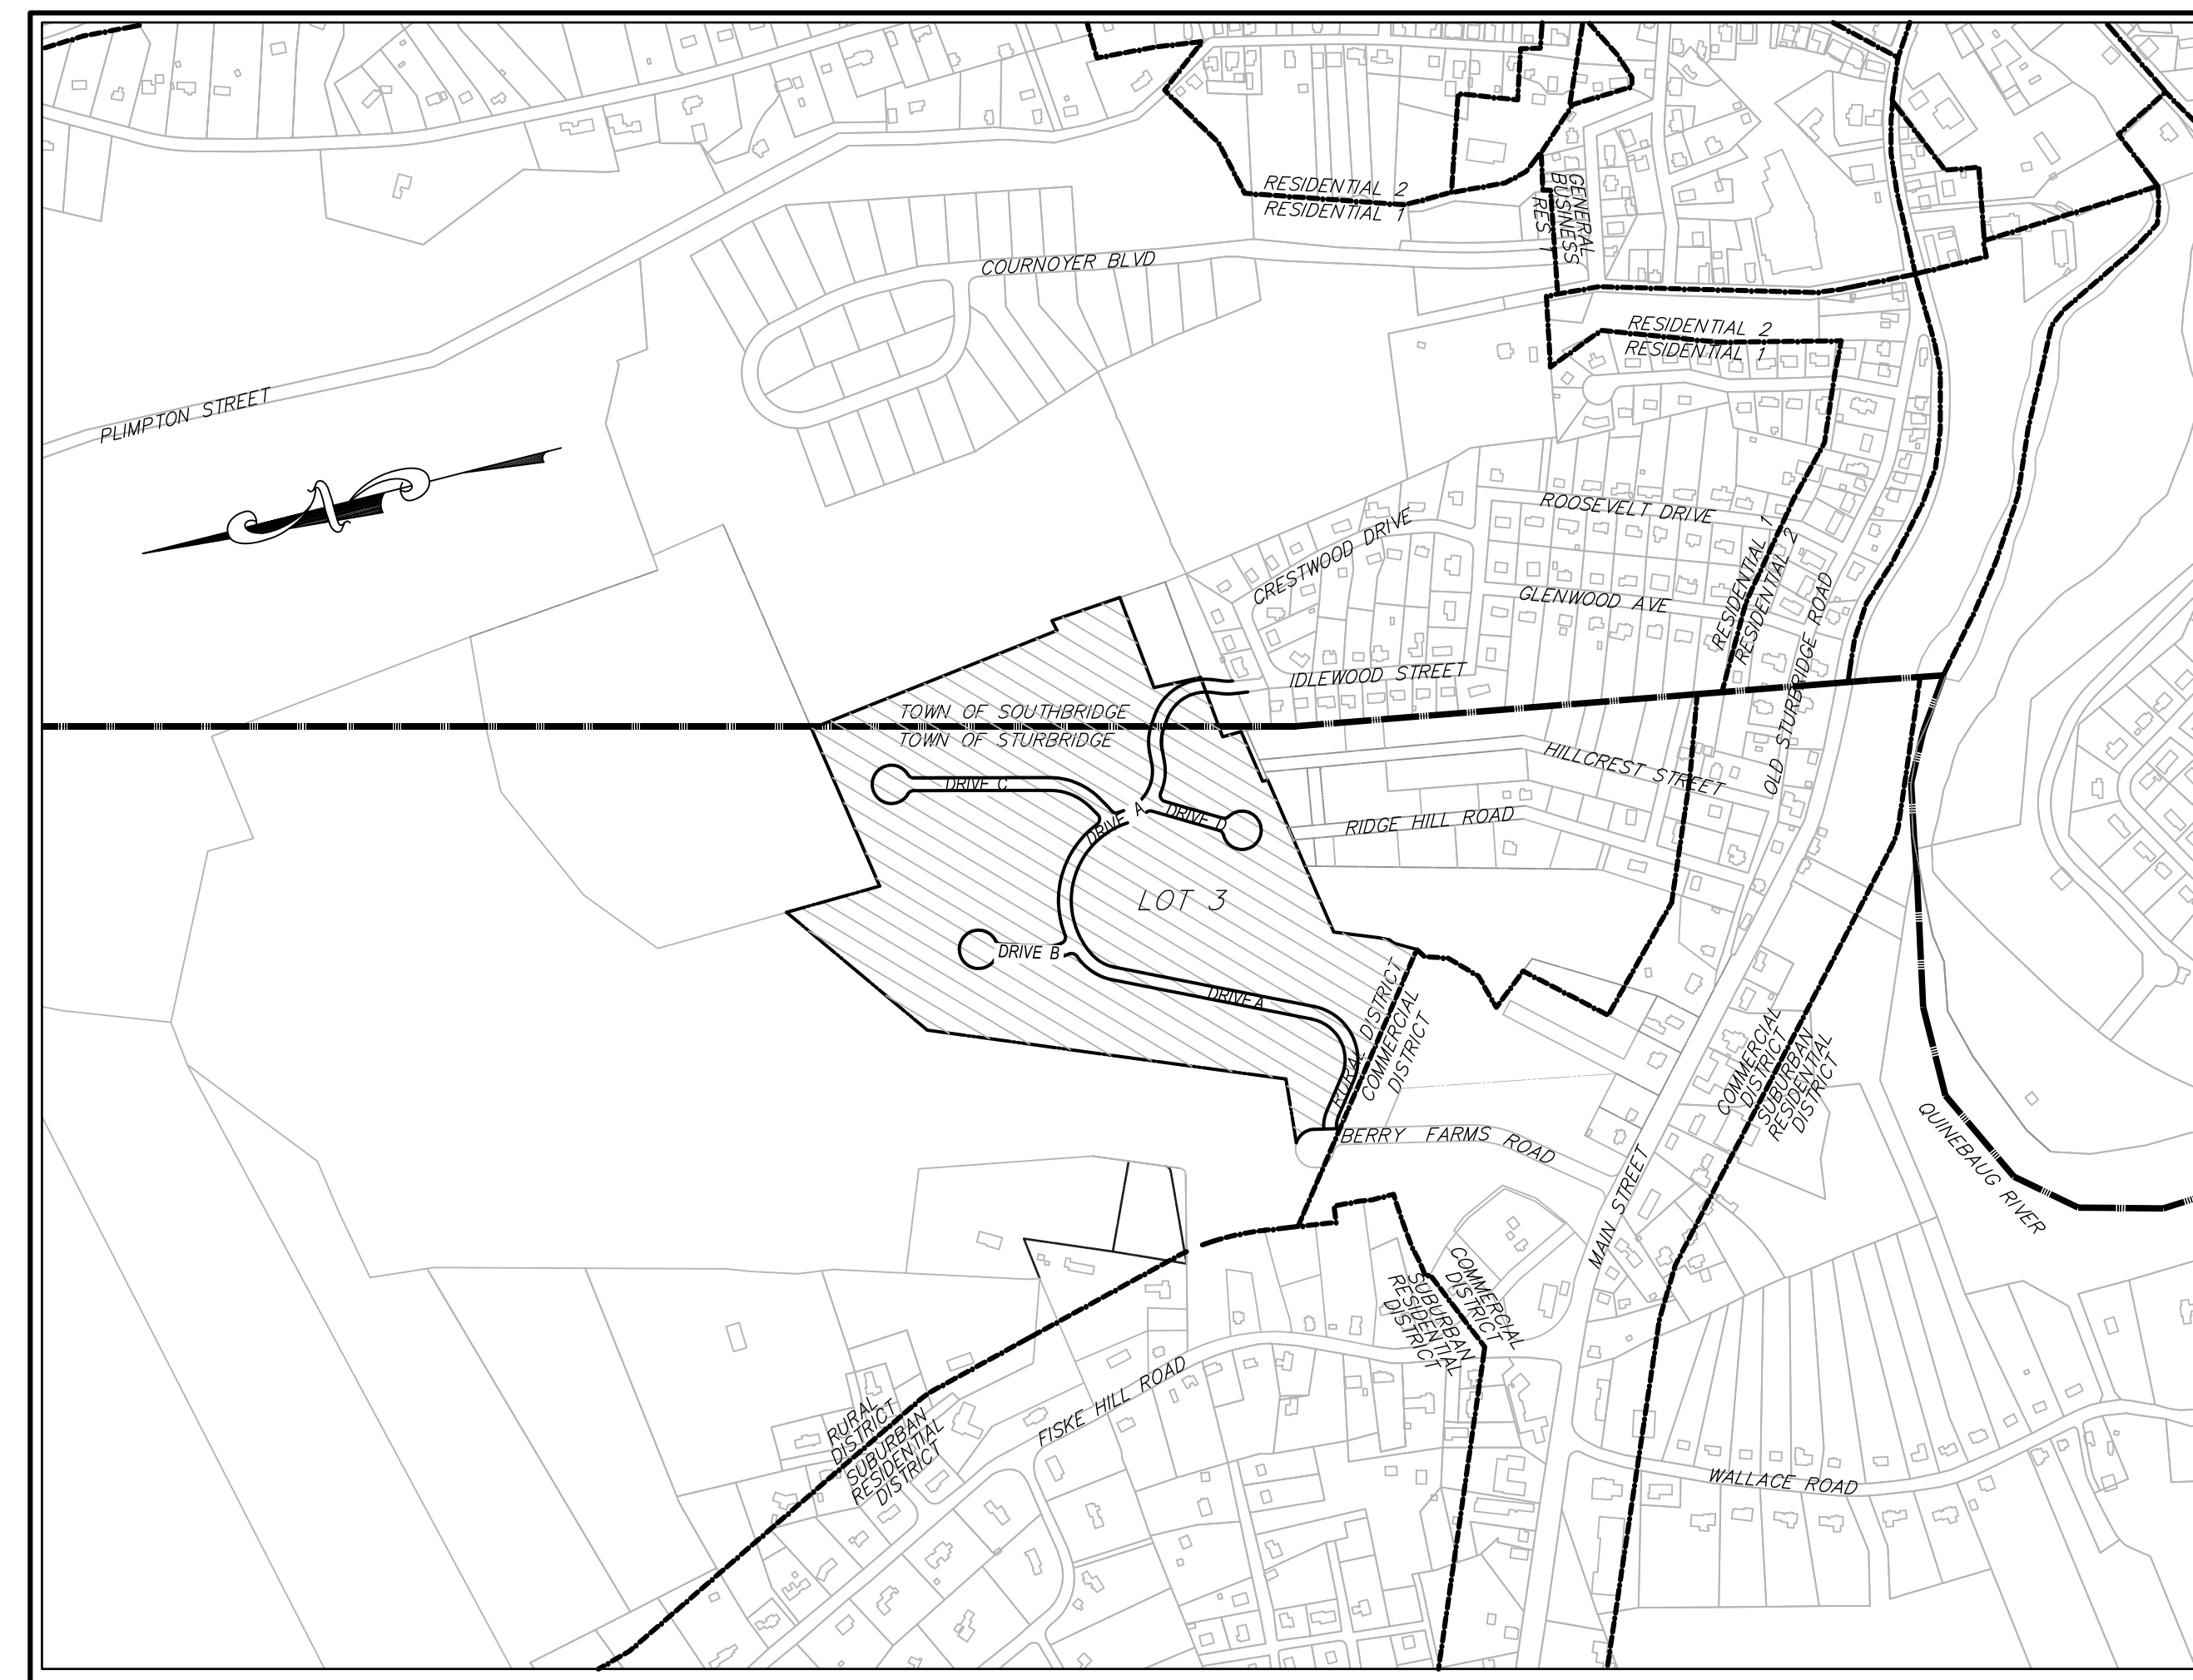 RESIDENTIAL 2
RESIDENTIAL 1
GENERAL
BUSINESS
RES 1
COURNOYER BLVD
RESIDENTIAL 2
RESIDENTIAL 1
PLIMPTON STREET
N
ROOSEVELT DRIVE
CRESTWOOD DRIVE
RESIDENTIAL 1
RESIDENTIAL 2
GLENWOOD AVE
OLD STURBRIDGE ROAD
IDLEWOOD STREET
TOWN OF SOUTHBRIDGE
TOWN OF STURBRIDGE
HILLCREST STREET
DRIVE C
DRIVE A
DRIVE D
RIDGE HILL ROAD
LOT 3
DRIVE B
DRIVE A
RURAL DISTRICT
COMMERCIAL
DISTRICT
COMMERCIAL
DISTRICT
SUBURBAN
RESIDENTIAL
DISTRICT
BERRY FARMS ROAD
QUINEBAUG RIVER
MAIN STREET
COMMERCIAL
DISTRICT
SUBURBAN
RESIDENTIAL
DISTRICT
FISKE HILL ROAD
RURAL
DISTRICT
SUBURBAN
RESIDENTIAL
DISTRICT
WALLACE ROAD